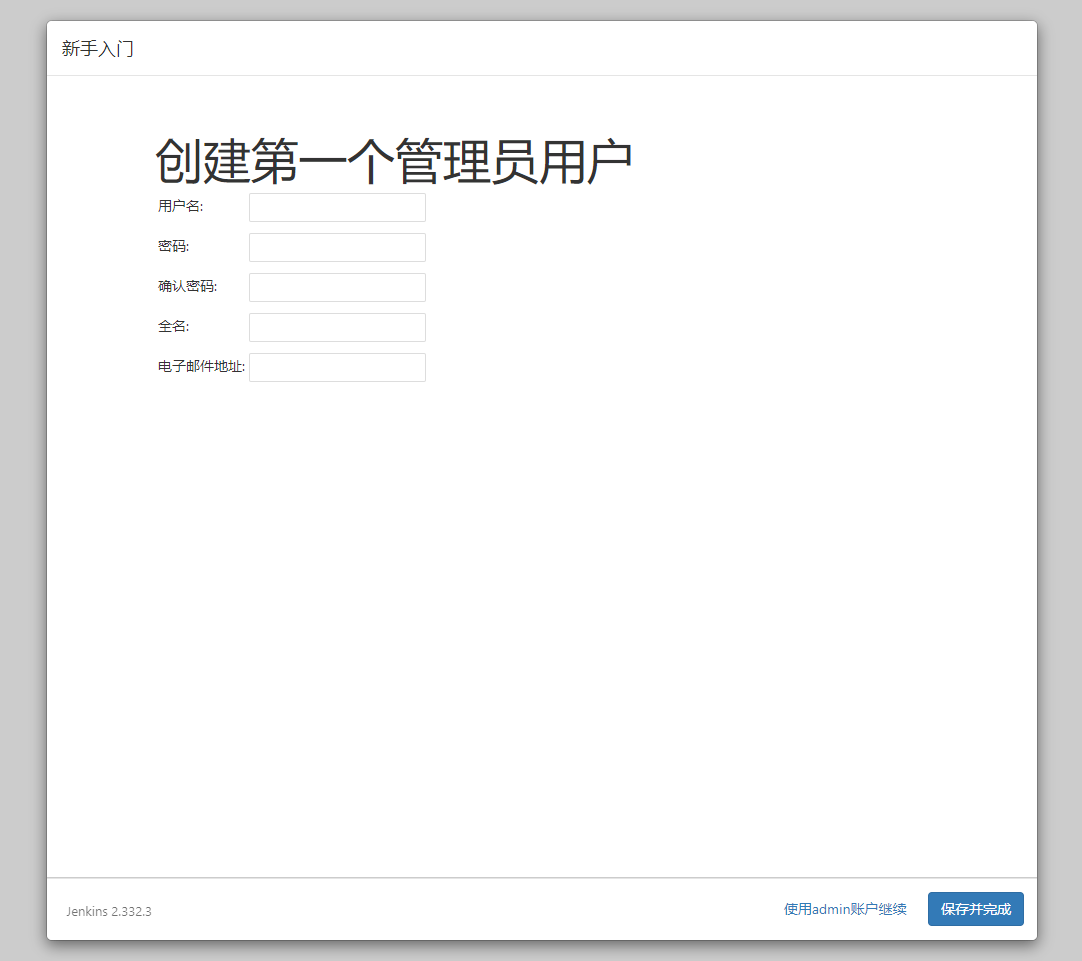 新手入门
创建第一个管理员用户
用户名:
密码:
确认密码:
全名:
电子邮件地址:
Jenkins 2.332.3
使用admin账户继续
保存并完成